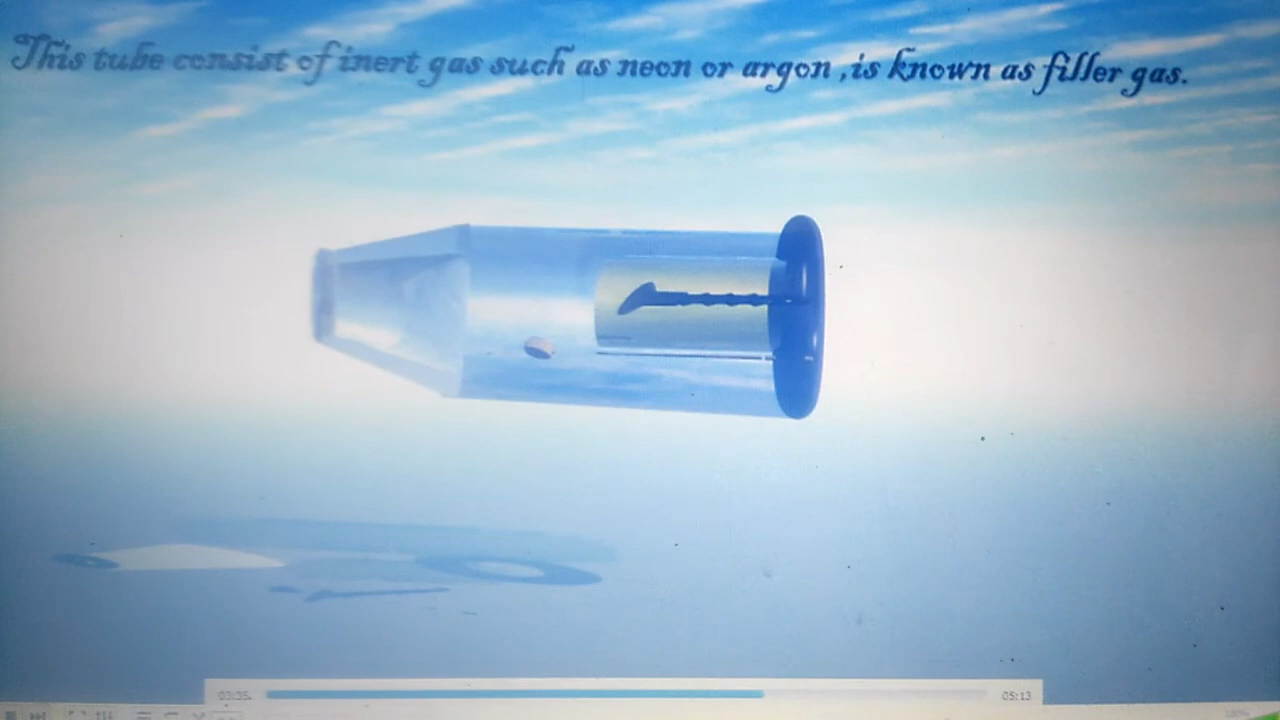 This tube consist of inert gas such as neon or argon ,is known as filler gas.
03:35
05:13